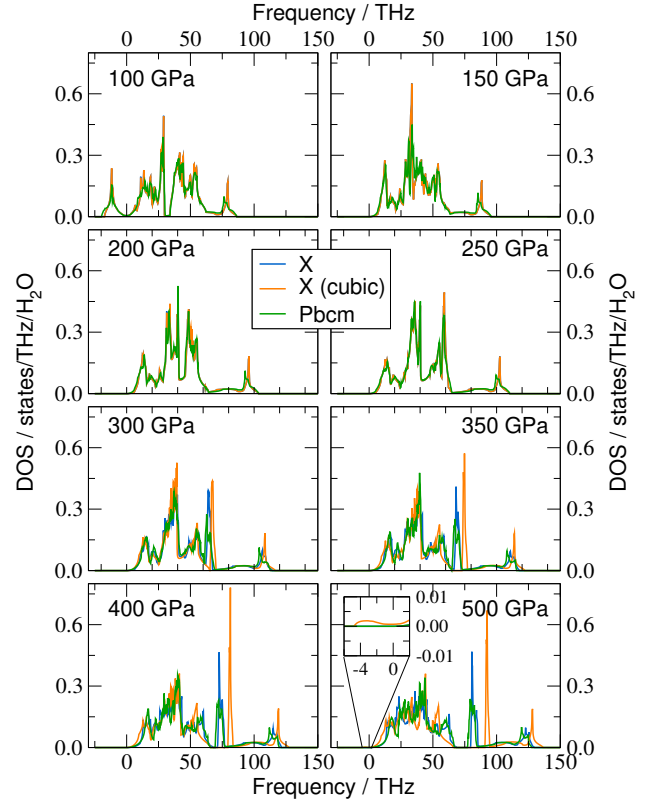 Frequency / THz
0 50 100 150
0 50 100 150
100 GPa
150 GPa
0.6
0.3
0.0
0.6
0.3
0.0
200 GPa
250 GPa
X
X (cubic)
Pbcm
0.6
0.3
0.0
0.6
0.3
0.0
DOS / states/THz/H₂O
DOS / states/THz/H₂O
300 GPa
350 GPa
0.6
0.3
0.0
0.6
0.3
0.0
400 GPa
500 GPa
0.01
0.00
-0.01
-4 0
0.6
0.3
0.0
0.6
0.3
0.0
0 50 100 150
0 50 100 150
Frequency / THz